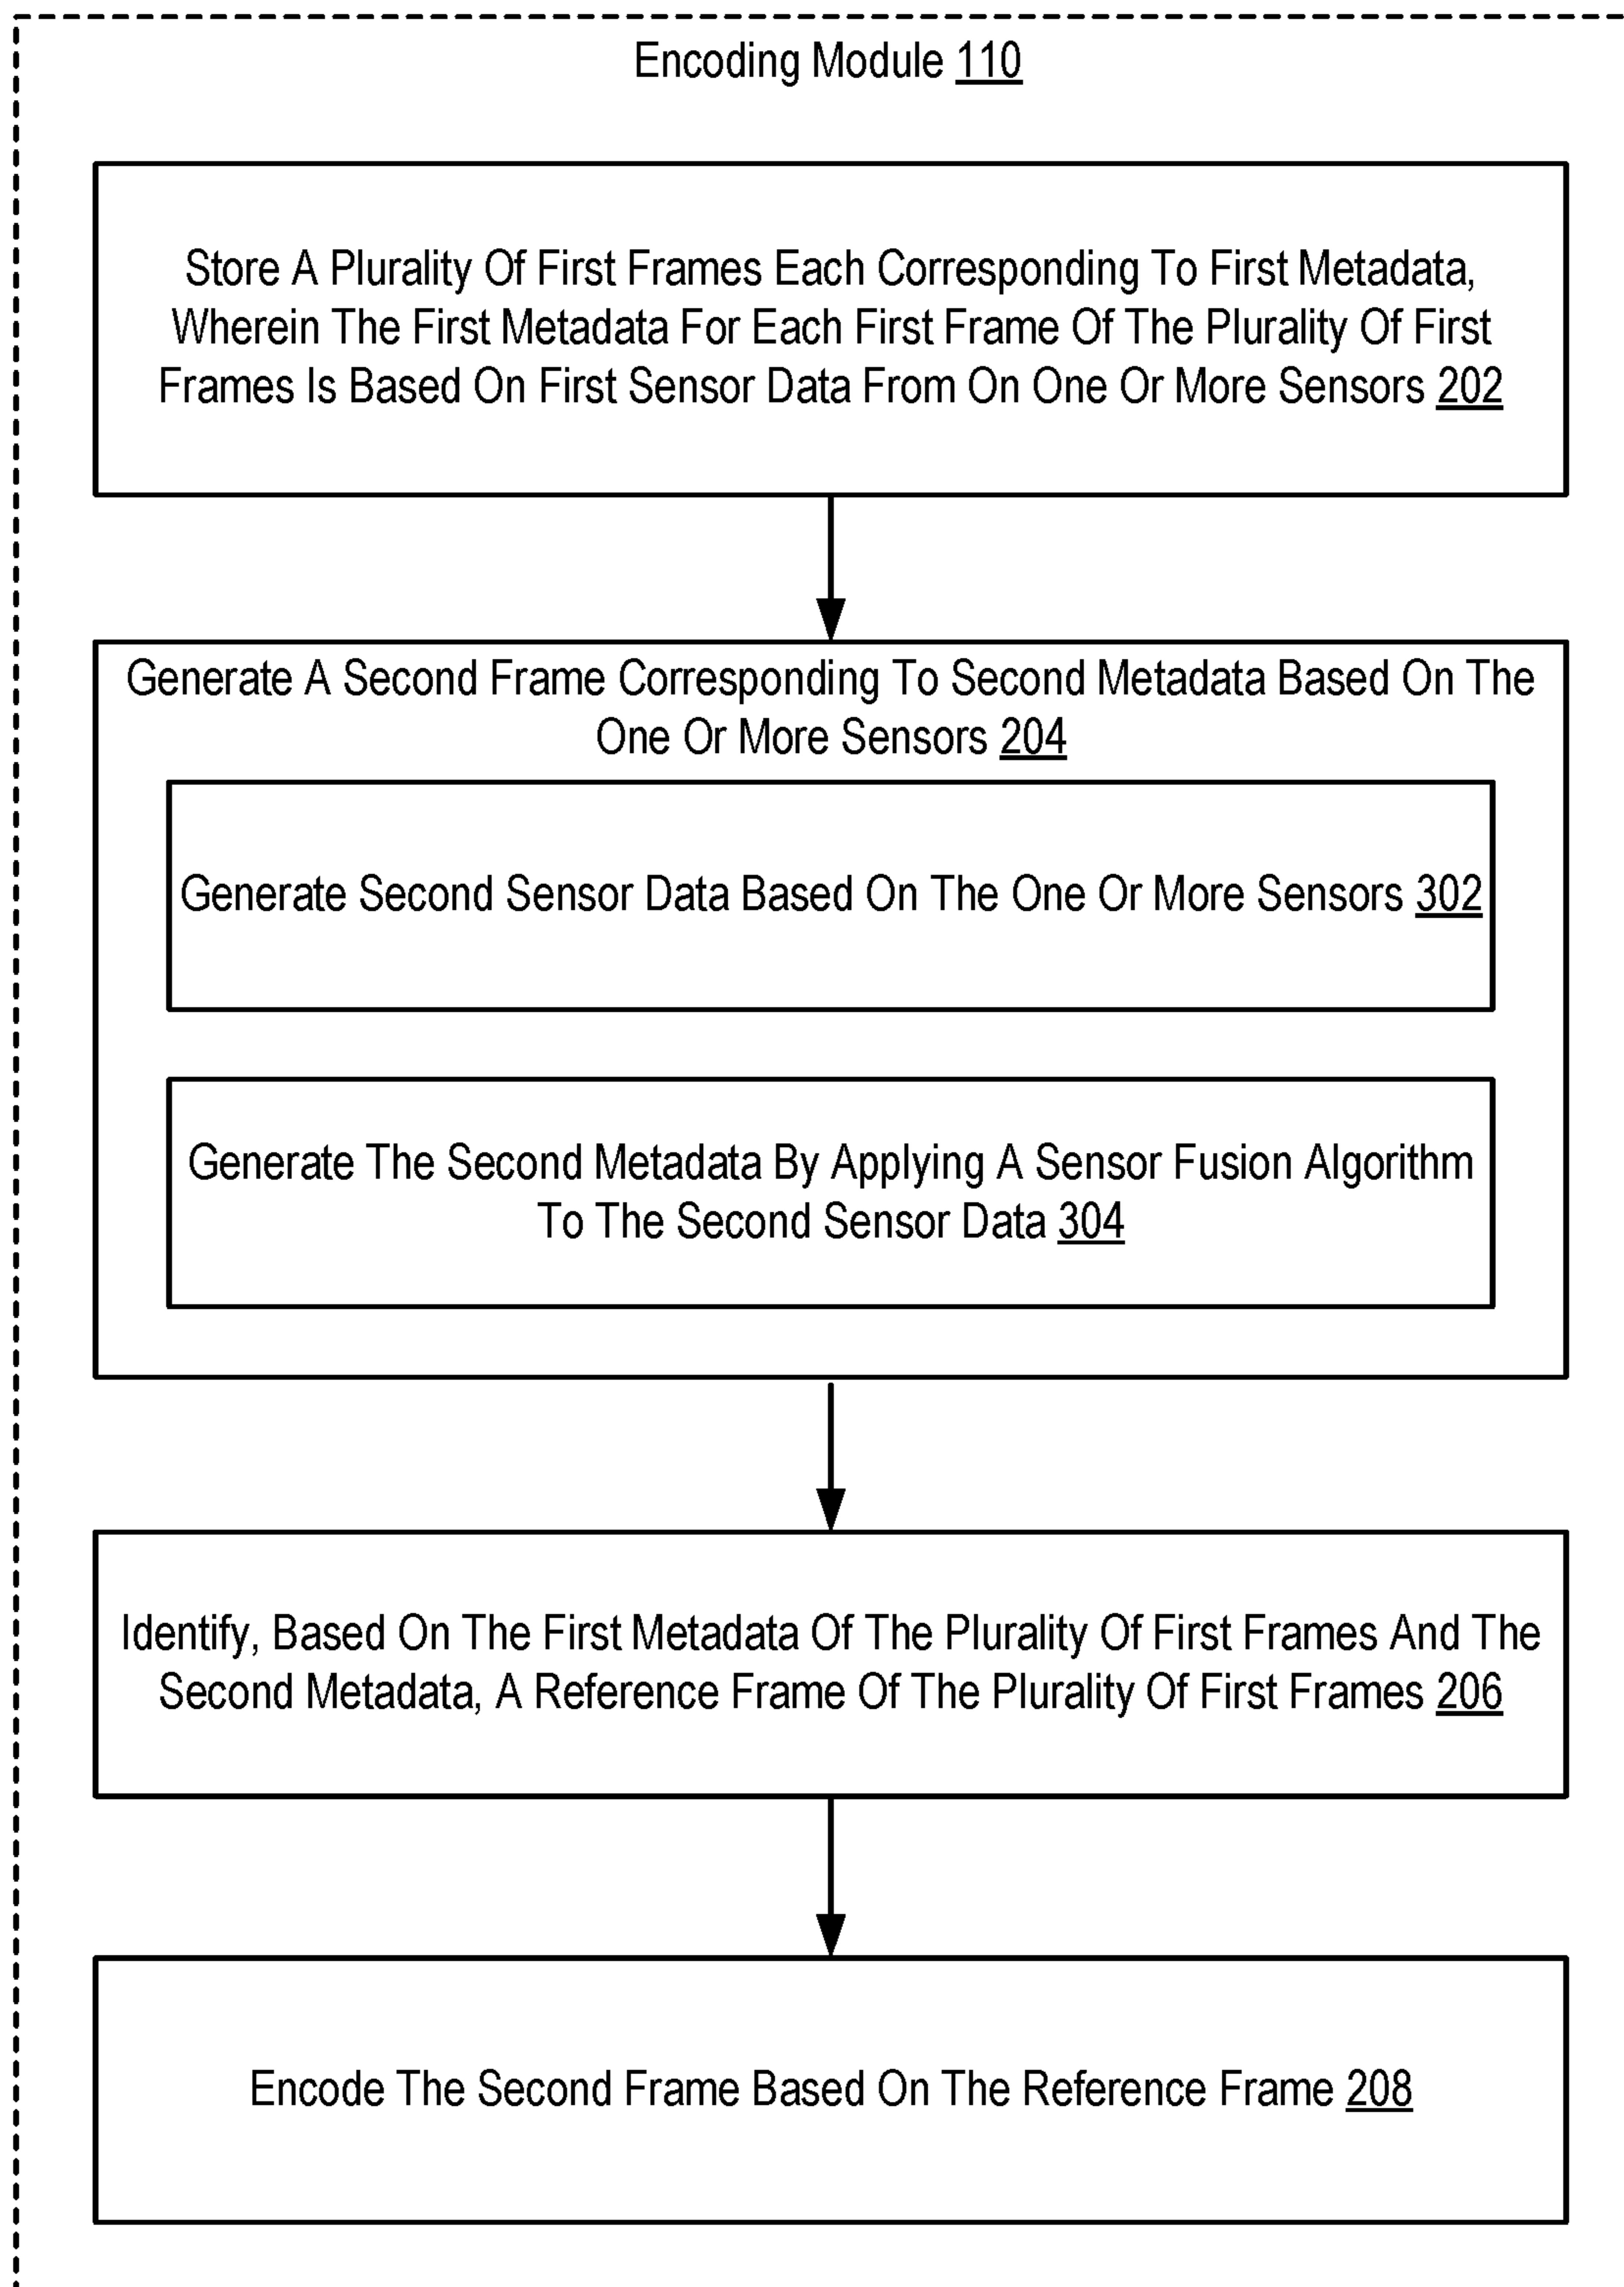 Encoding Module 110
Store A Plurality Of First Frames Each Corresponding To First Metadata,
Wherein The First Metadata For Each First Frame Of The Plurality Of First
Frames Is Based On First Sensor Data From On One Or More Sensors 202
Generate A Second Frame Corresponding To Second Metadata Based On The
One Or More Sensors 204
Generate Second Sensor Data Based On The One Or More Sensors 302
Generate The Second Metadata By Applying A Sensor Fusion Algorithm
To The Second Sensor Data 304
Identify, Based On The First Metadata Of The Plurality Of First Frames And The
Second Metadata, A Reference Frame Of The Plurality Of First Frames 206
Encode The Second Frame Based On The Reference Frame 208